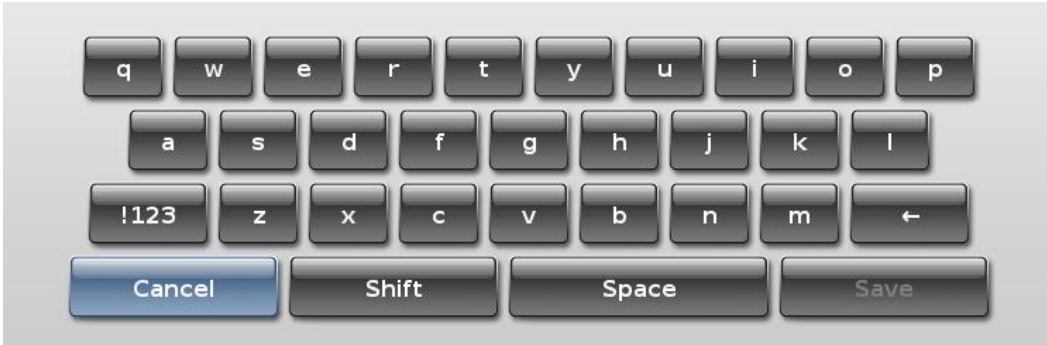 q w e r t y u i o p
a s d f g h j k l
!123 z x c v b n m ←
Cancel Shift Space Save